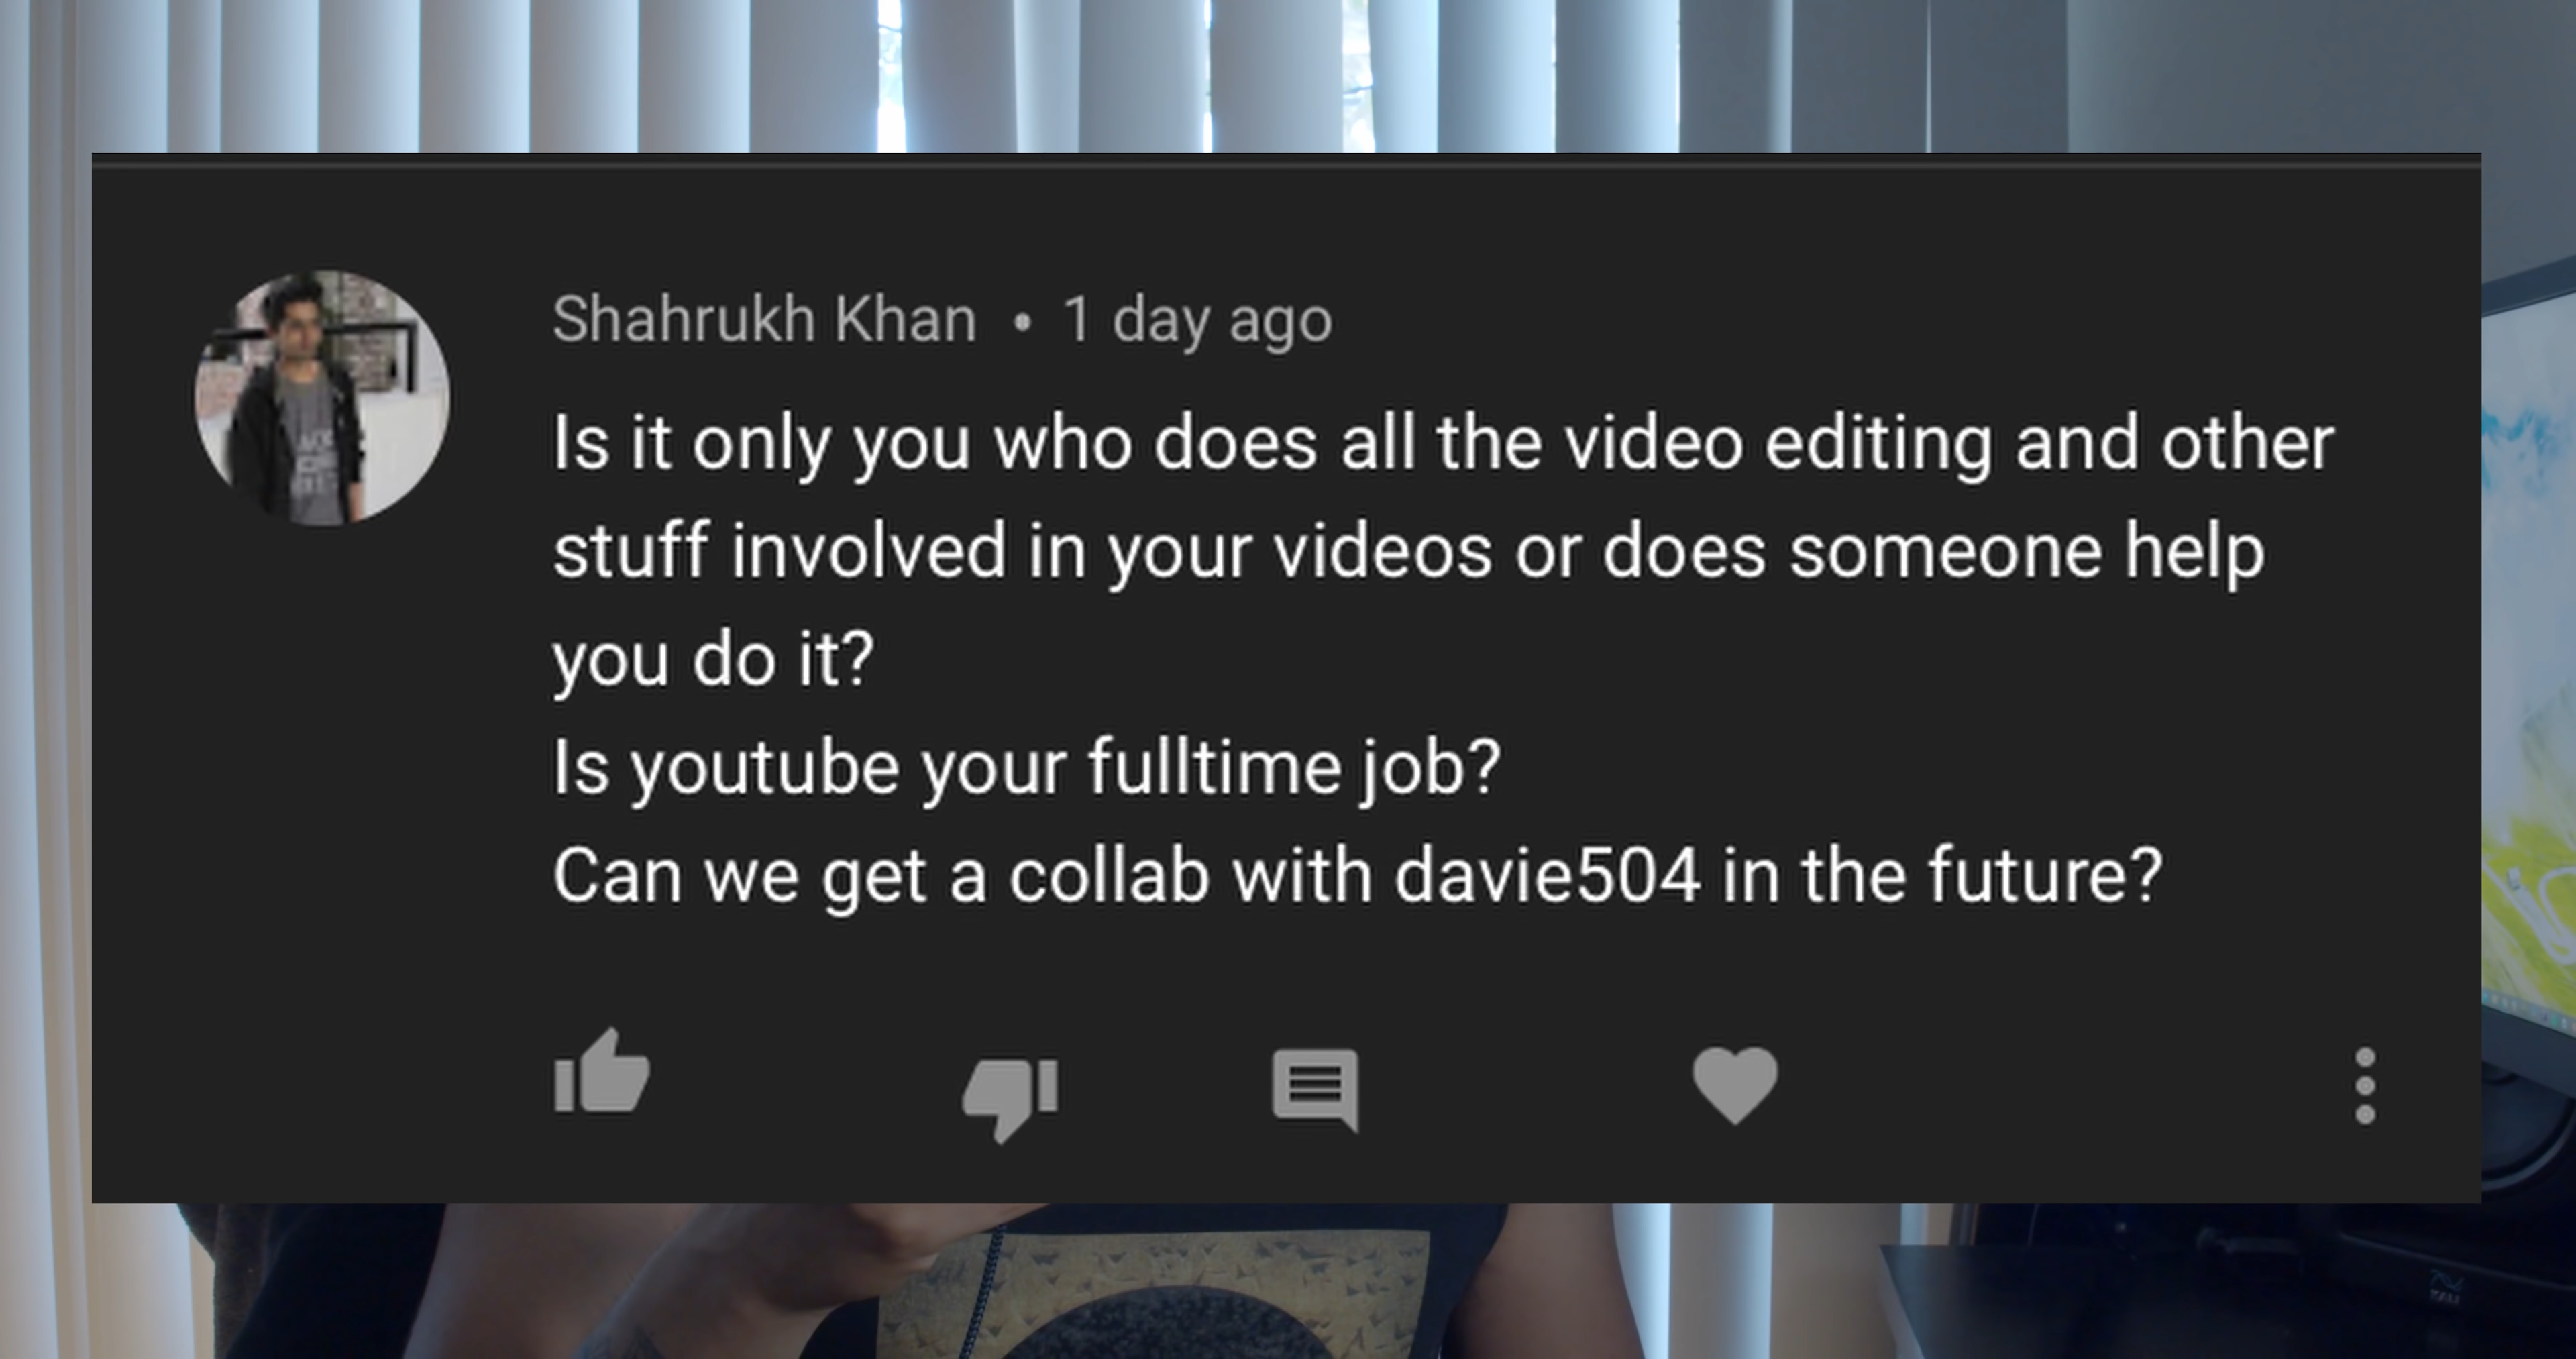 Shahrukh Khan • 1 day ago
Is it only you who does all the video editing and other
stuff involved in your videos or does someone help
you do it?
Is youtube your fulltime job?
Can we get a collab with davie504 in the future?